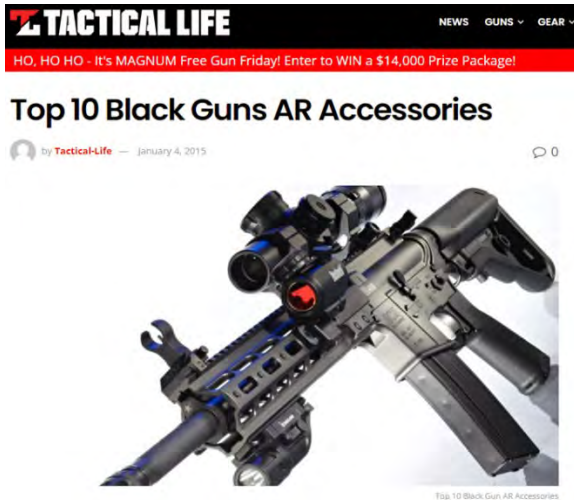 TACTICAL LIFE
NEWS GUNS GEAR
HO, HO HO - It's MAGNUM Free Gun Friday! Enter to WIN a $14,000 Prize Package!
Top 10 Black Guns AR Accessories
by Tactical-Life — January 4, 2015
0
Top 10 Black Gun AR Accessories